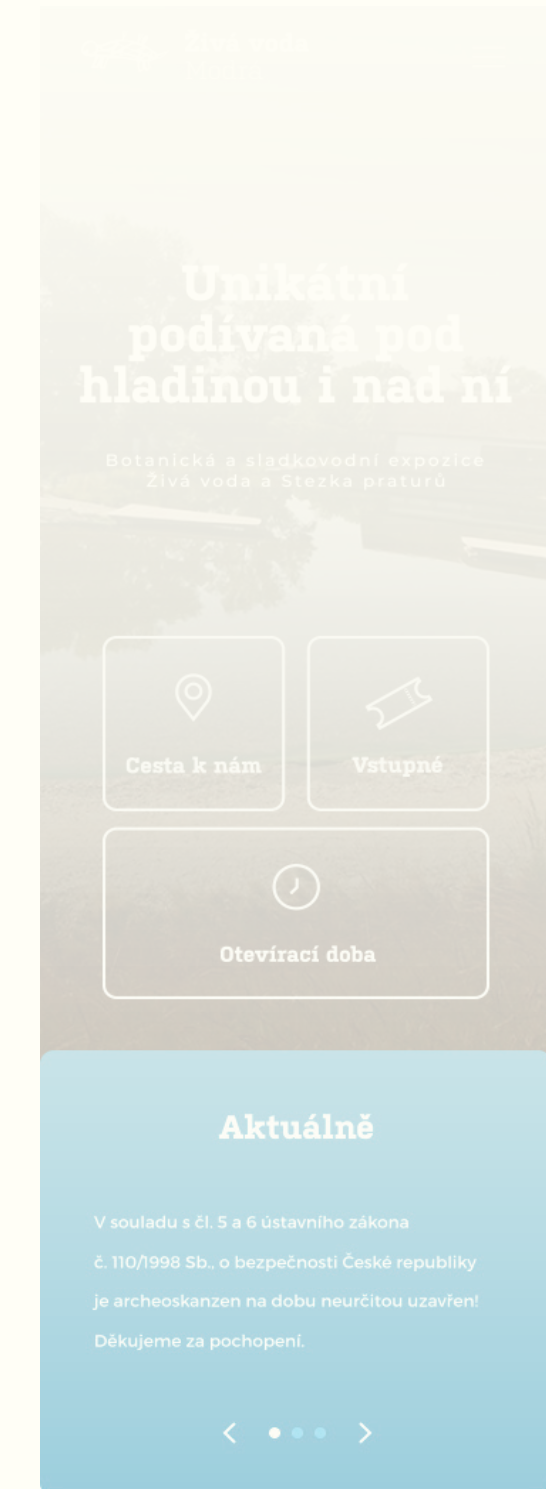 Živá voda
Unikátní
podívaná pod
hladinou i nad ní
Botanická a sladkovodní expozice
Živá voda a Stezka praturů
Cesta k nám
Vstupné
Otevírací doba
Aktuálně
V souladu s čl. 5 a 6 ústavního zákona
č. 110/1998 Sb., o bezpečnosti České republiky
je archeoskanzen na dobu neurčitou uzavřen!
Děkujeme za pochopení.